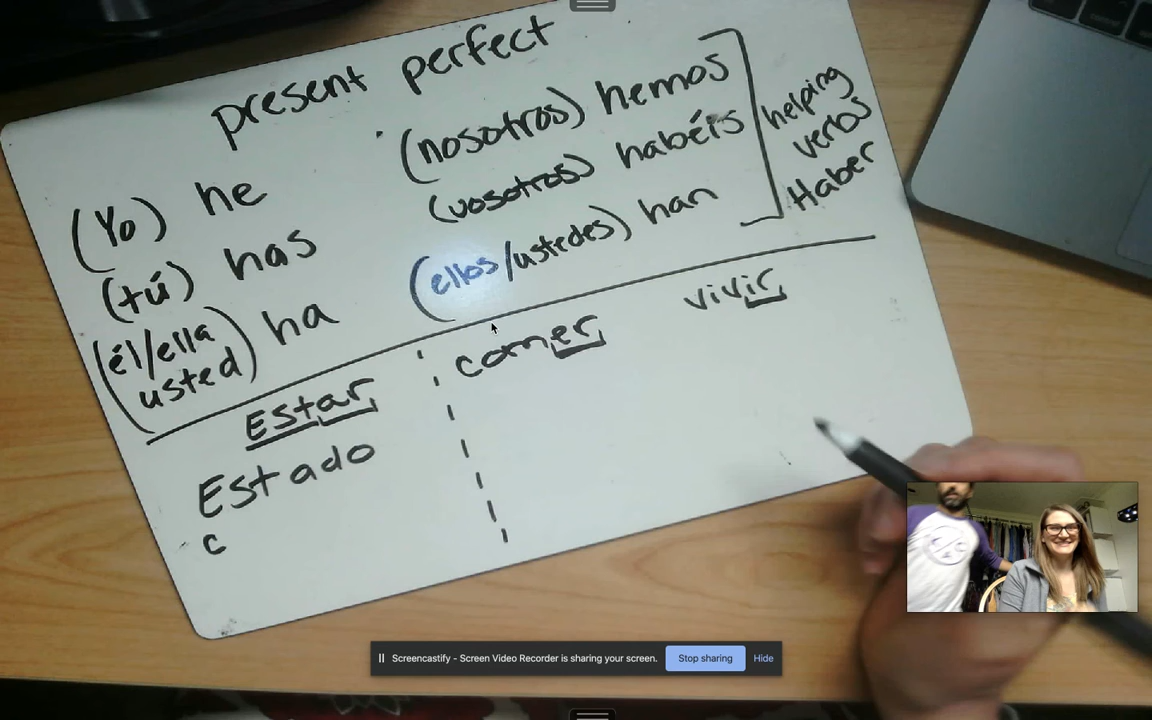 present perfect
(Yo) he
(tú) has
(él/ella
usted) ha
(nosotros) hemos
(vosotros) habéis
(ellos/ustedes) han
helping
verbs
Haber
Estar
Estado
c
comer
vivir
Screencastify - Screen Video Recorder is sharing your screen.
Stop sharing
Hide